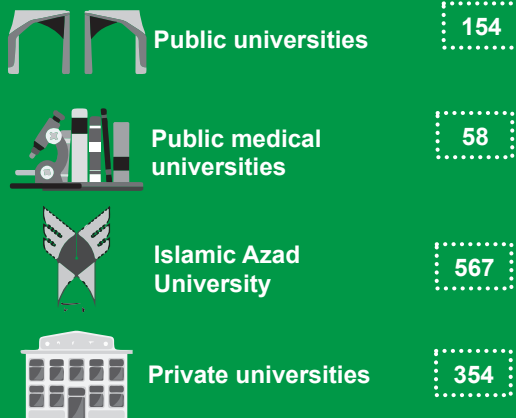 Public universities
154
Public medical
universities
58
Islamic Azad
University
567
Private universities
354